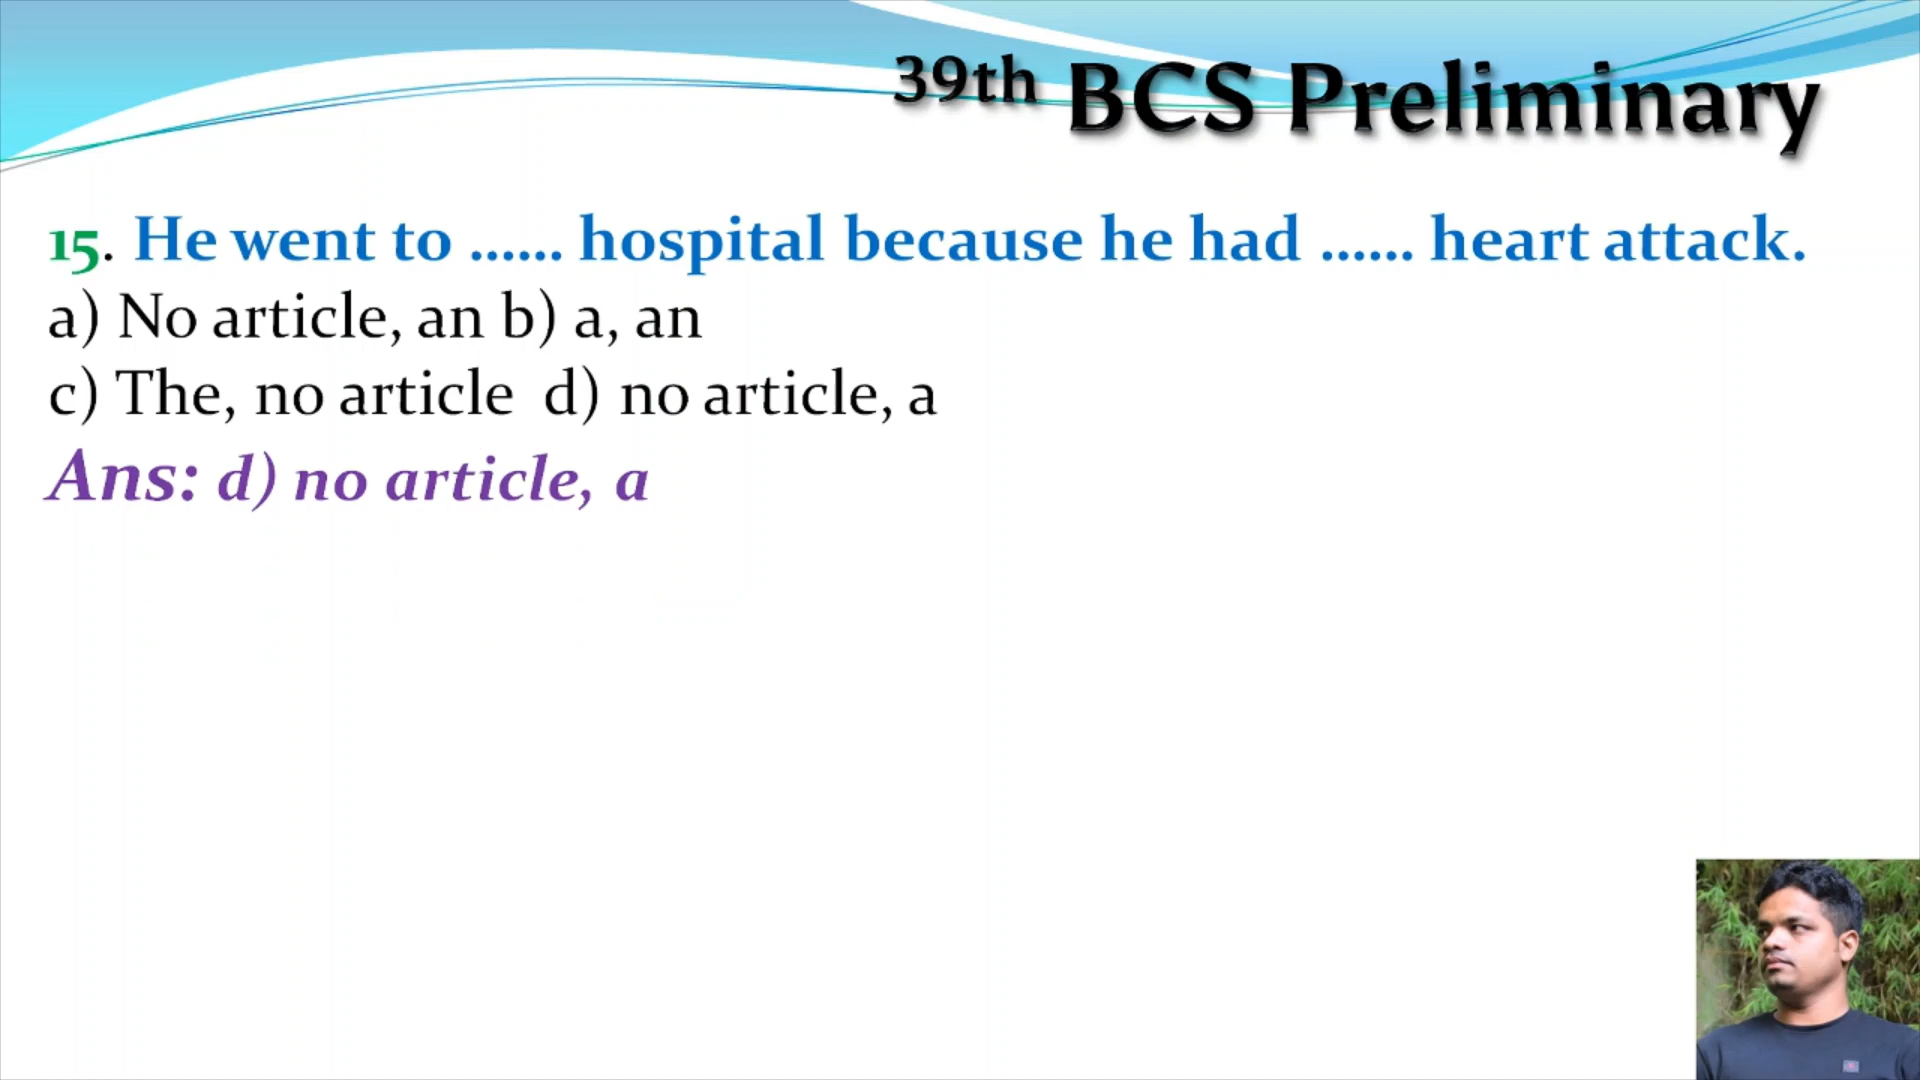 39th BCS Preliminary
15. He went to ...... hospital because he had ...... heart attack.
a) No article, an b) a, an
c) The, no article d) no article, a
Ans: d) no article, a